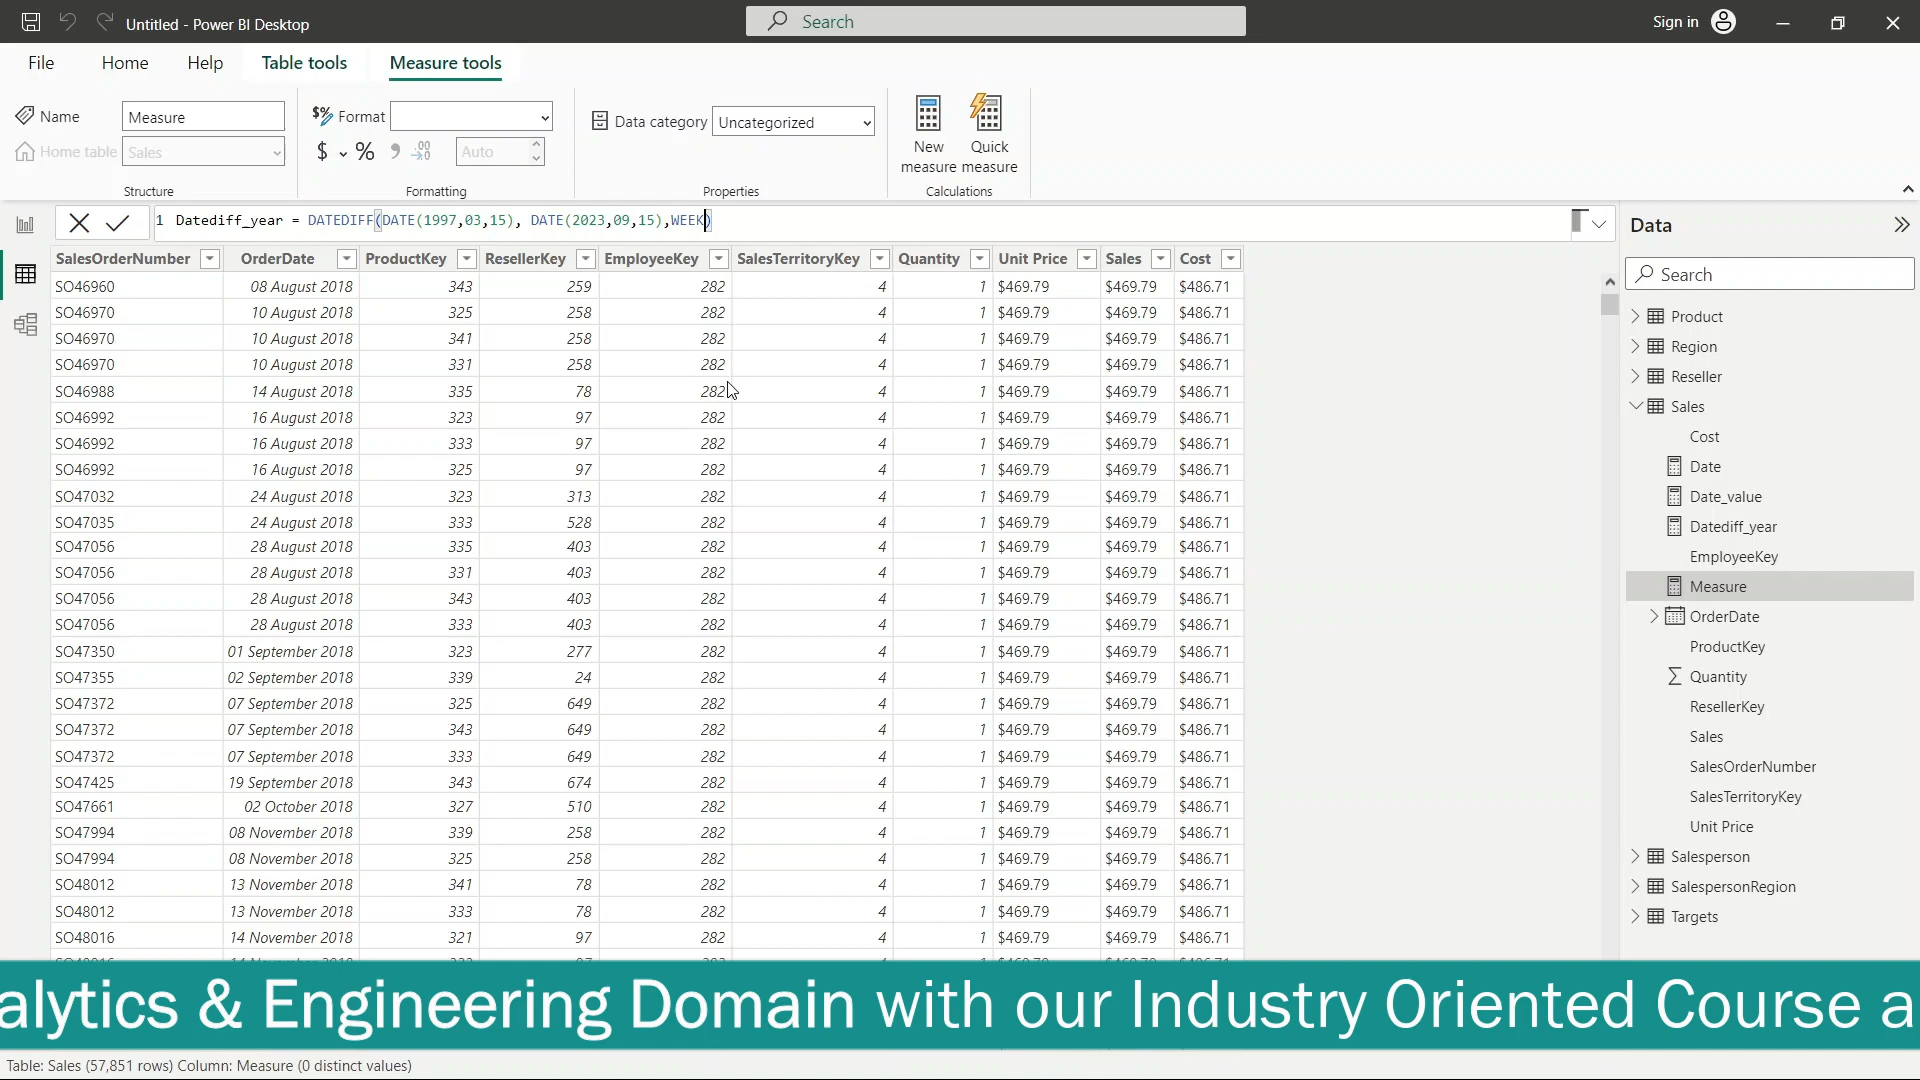 Untitled - Power BI Desktop
Search
Sign in
File Home Help Table tools Measure tools
Name Measure
Home table Sales
Structure
Format
$ % Auto
Formatting
Data category Uncategorized
Properties
New measure
Quick measure
Calculations
1 Datediff_year = DATEDIFF(DATE(1997,03,15), DATE(2023,09,15),WEEK)
SalesOrderNumber OrderDate ProductKey ResellerKey EmployeeKey SalesTerritoryKey Quantity Unit Price Sales Cost
SO46960 08 August 2018 343 259 282 4 1 $469.79 $469.79 $486.71
SO46970 10 August 2018 325 258 282 4 1 $469.79 $469.79 $486.71
SO46970 10 August 2018 341 258 282 4 1 $469.79 $469.79 $486.71
SO46970 10 August 2018 331 258 282 4 1 $469.79 $469.79 $486.71
SO46988 14 August 2018 335 78 282 4 1 $469.79 $469.79 $486.71
SO46992 16 August 2018 323 97 282 4 1 $469.79 $469.79 $486.71
SO46992 16 August 2018 333 97 282 4 1 $469.79 $469.79 $486.71
SO46992 16 August 2018 325 97 282 4 1 $469.79 $469.79 $486.71
SO47032 24 August 2018 323 313 282 4 1 $469.79 $469.79 $486.71
SO47035 24 August 2018 333 528 282 4 1 $469.79 $469.79 $486.71
SO47056 28 August 2018 335 403 282 4 1 $469.79 $469.79 $486.71
SO47056 28 August 2018 331 403 282 4 1 $469.79 $469.79 $486.71
SO47056 28 August 2018 343 403 282 4 1 $469.79 $469.79 $486.71
SO47056 28 August 2018 333 403 282 4 1 $469.79 $469.79 $486.71
SO47350 01 September 2018 323 277 282 4 1 $469.79 $469.79 $486.71
SO47355 02 September 2018 339 24 282 4 1 $469.79 $469.79 $486.71
SO47372 07 September 2018 325 649 282 4 1 $469.79 $469.79 $486.71
SO47372 07 September 2018 343 649 282 4 1 $469.79 $469.79 $486.71
SO47372 07 September 2018 333 649 282 4 1 $469.79 $469.79 $486.71
SO47425 19 September 2018 343 674 282 4 1 $469.79 $469.79 $486.71
SO47661 02 October 2018 327 510 282 4 1 $469.79 $469.79 $486.71
SO47994 08 November 2018 339 258 282 4 1 $469.79 $469.79 $486.71
SO47994 08 November 2018 325 258 282 4 1 $469.79 $469.79 $486.71
SO48012 13 November 2018 341 78 282 4 1 $469.79 $469.79 $486.71
SO48012 13 November 2018 333 78 282 4 1 $469.79 $469.79 $486.71
SO48016 14 November 2018 321 97 282 4 1 $469.79 $469.79 $486.71
Data
Search
Product
Region
Reseller
Sales
Cost
Date
Date_value
Datediff_year
EmployeeKey
Measure
OrderDate
ProductKey
Quantity
ResellerKey
Sales
SalesOrderNumber
SalesTerritoryKey
Unit Price
Salesperson
SalespersonRegion
Targets
alytics & Engineering Domain with our Industry Oriented Course a
Table: Sales (57,851 rows) Column: Measure (0 distinct values)